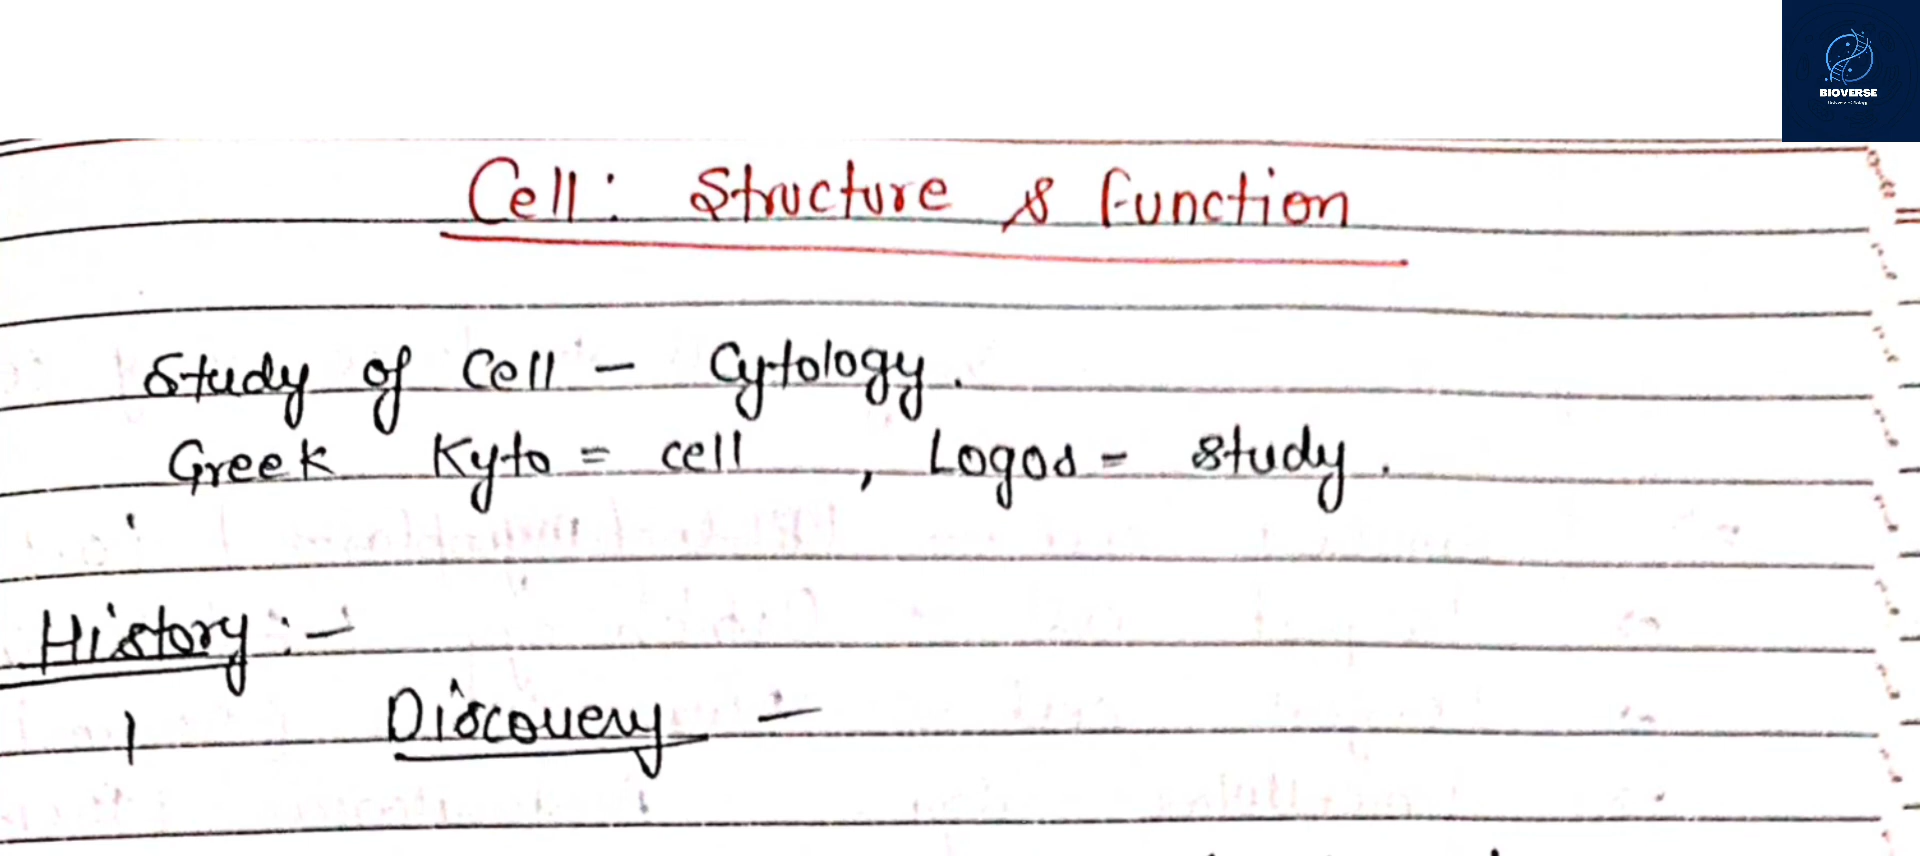 BIOVERSE
Cell: Structure & Function
Study of Cell - Cytology.
Greek Kyto = cell , Logos - study.
History :-
1 Discovery -